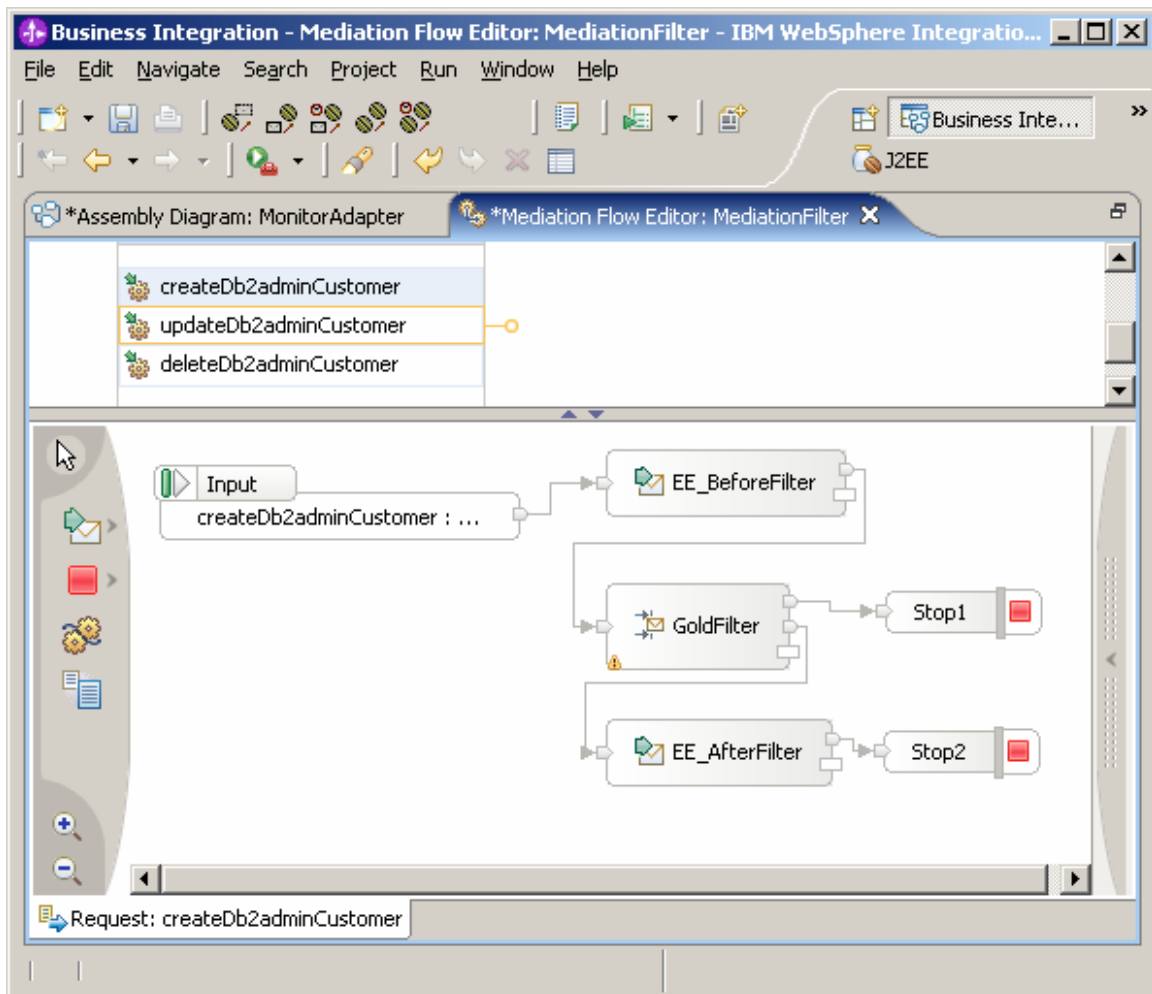 Business Integration - Mediation Flow Editor: MediationFilter - IBM WebSphere Integratio...
File Edit Navigate Search Project Run Window Help
Business Inte...
»
J2EE
*Assembly Diagram: MonitorAdapter
*Mediation Flow Editor: MediationFilter
createDb2adminCustomer
updateDb2adminCustomer
deleteDb2adminCustomer
Input
createDb2adminCustomer : ...
EE_BeforeFilter
GoldFilter
Stop1
EE_AfterFilter
Stop2
Request: createDb2adminCustomer